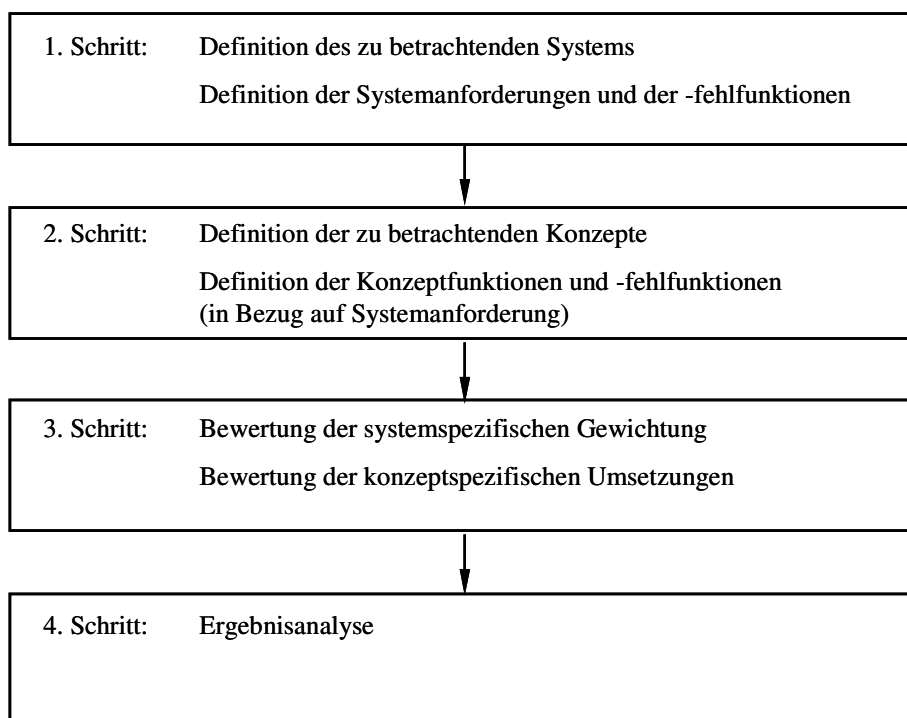 1. Schritt: Definition des zu betrachtenden Systems
Definition der Systemanforderungen und der -fehlfunktionen
2. Schritt: Definition der zu betrachtenden Konzepte
Definition der Konzeptfunktionen und -fehlfunktionen
(in Bezug auf Systemanforderung)
3. Schritt: Bewertung der systemspezifischen Gewichtung
Bewertung der konzeptspezifischen Umsetzungen
4. Schritt: Ergebnisanalyse